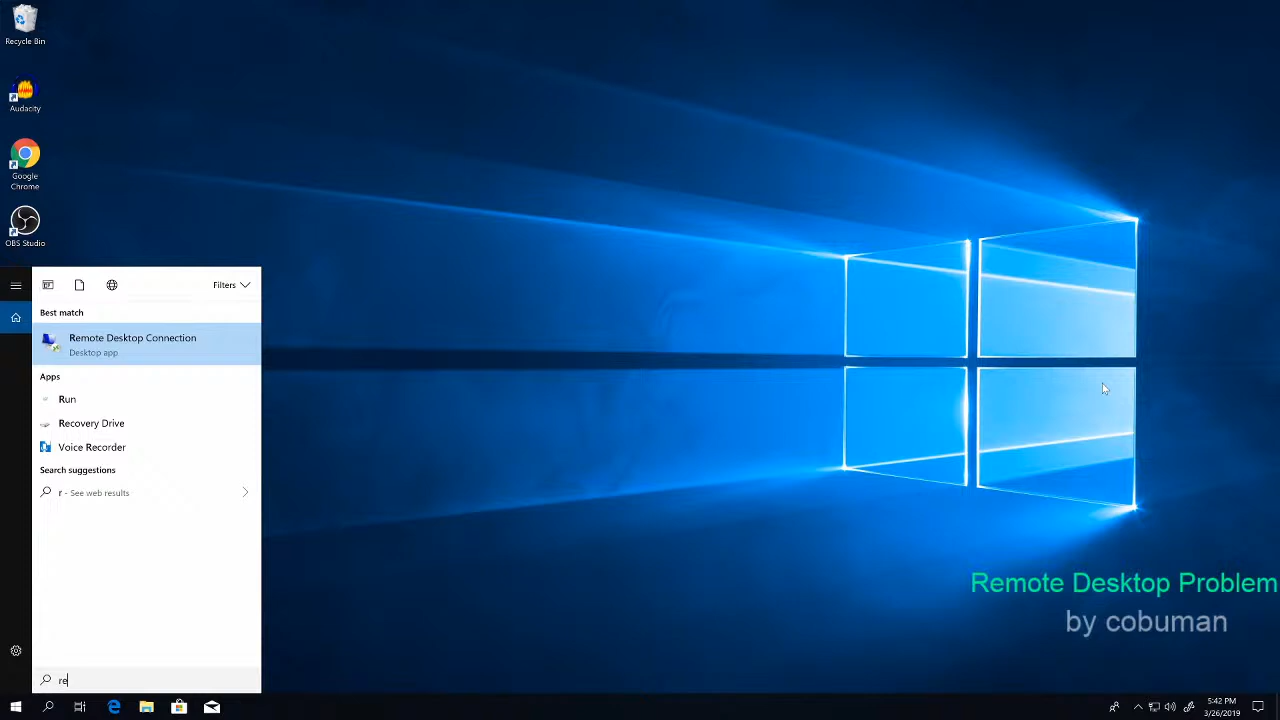 Recycle Bin
Audacity
Google
Chrome
OBS Studio
Filters
Best match
Remote Desktop Connection
Desktop app
Apps
Run
Recovery Drive
Voice Recorder
Search suggestions
r - See web results
re
Remote Desktop Problem
by cobuman
5:42 PM
3/26/2019